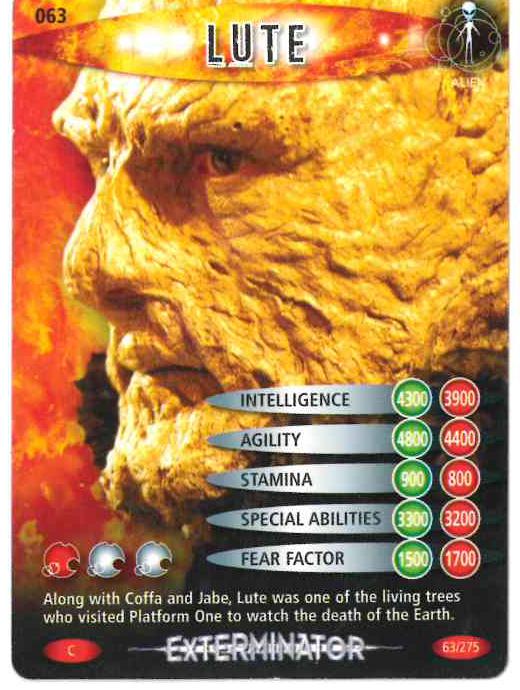 063
LUTE
ALIEN
INTELLIGENCE 4300 3900
AGILITY 4800 4400
STAMINA 900 800
SPECIAL ABILITIES 3300 3200
FEAR FACTOR 1500 1700
Along with Coffa and Jabe, Lute was one of the living trees
who visited Platform One to watch the death of the Earth.
C EXTERMINATOR 63/275